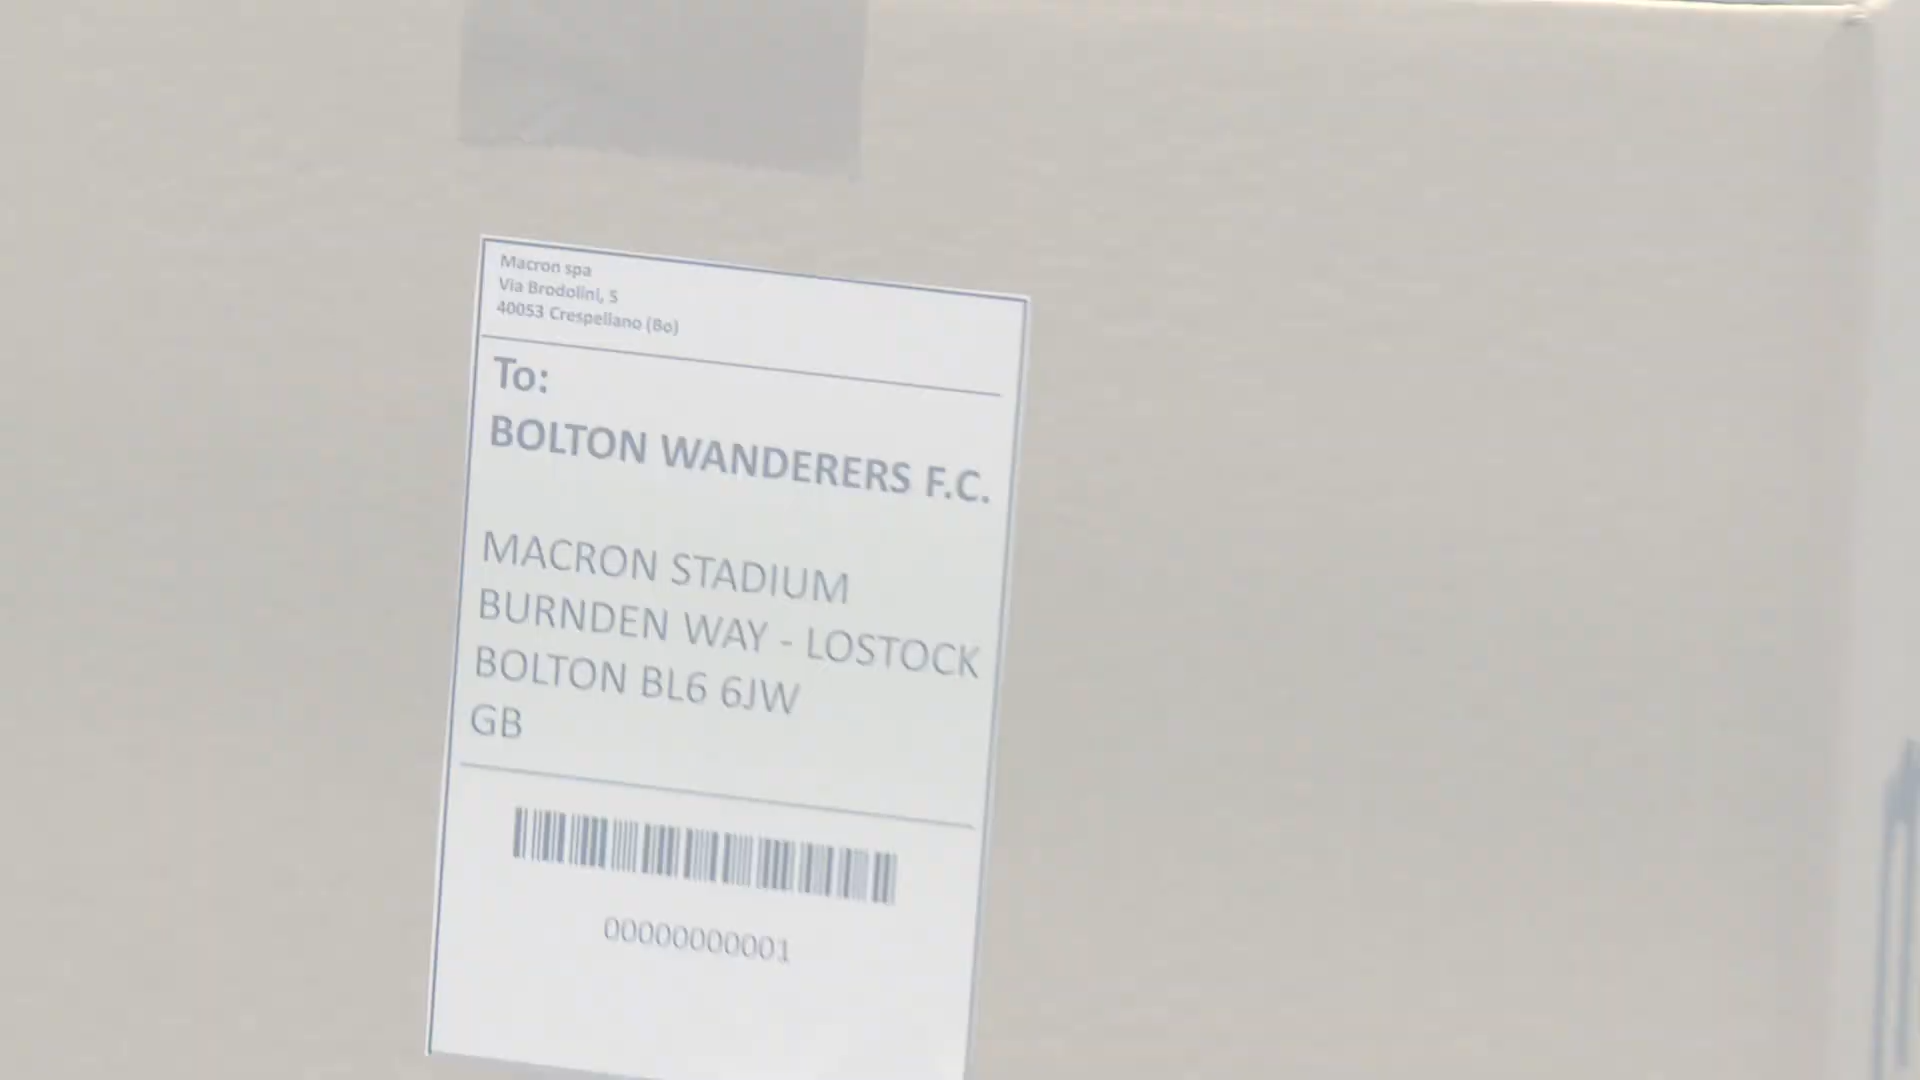 Macron spa
Via Brodolini, 5
40053 Crespellano (Bo)
To:
BOLTON WANDERERS F.C.
MACRON STADIUM
BURNDEN WAY - LOSTOCK
BOLTON BL6 6JW
GB
00000000001